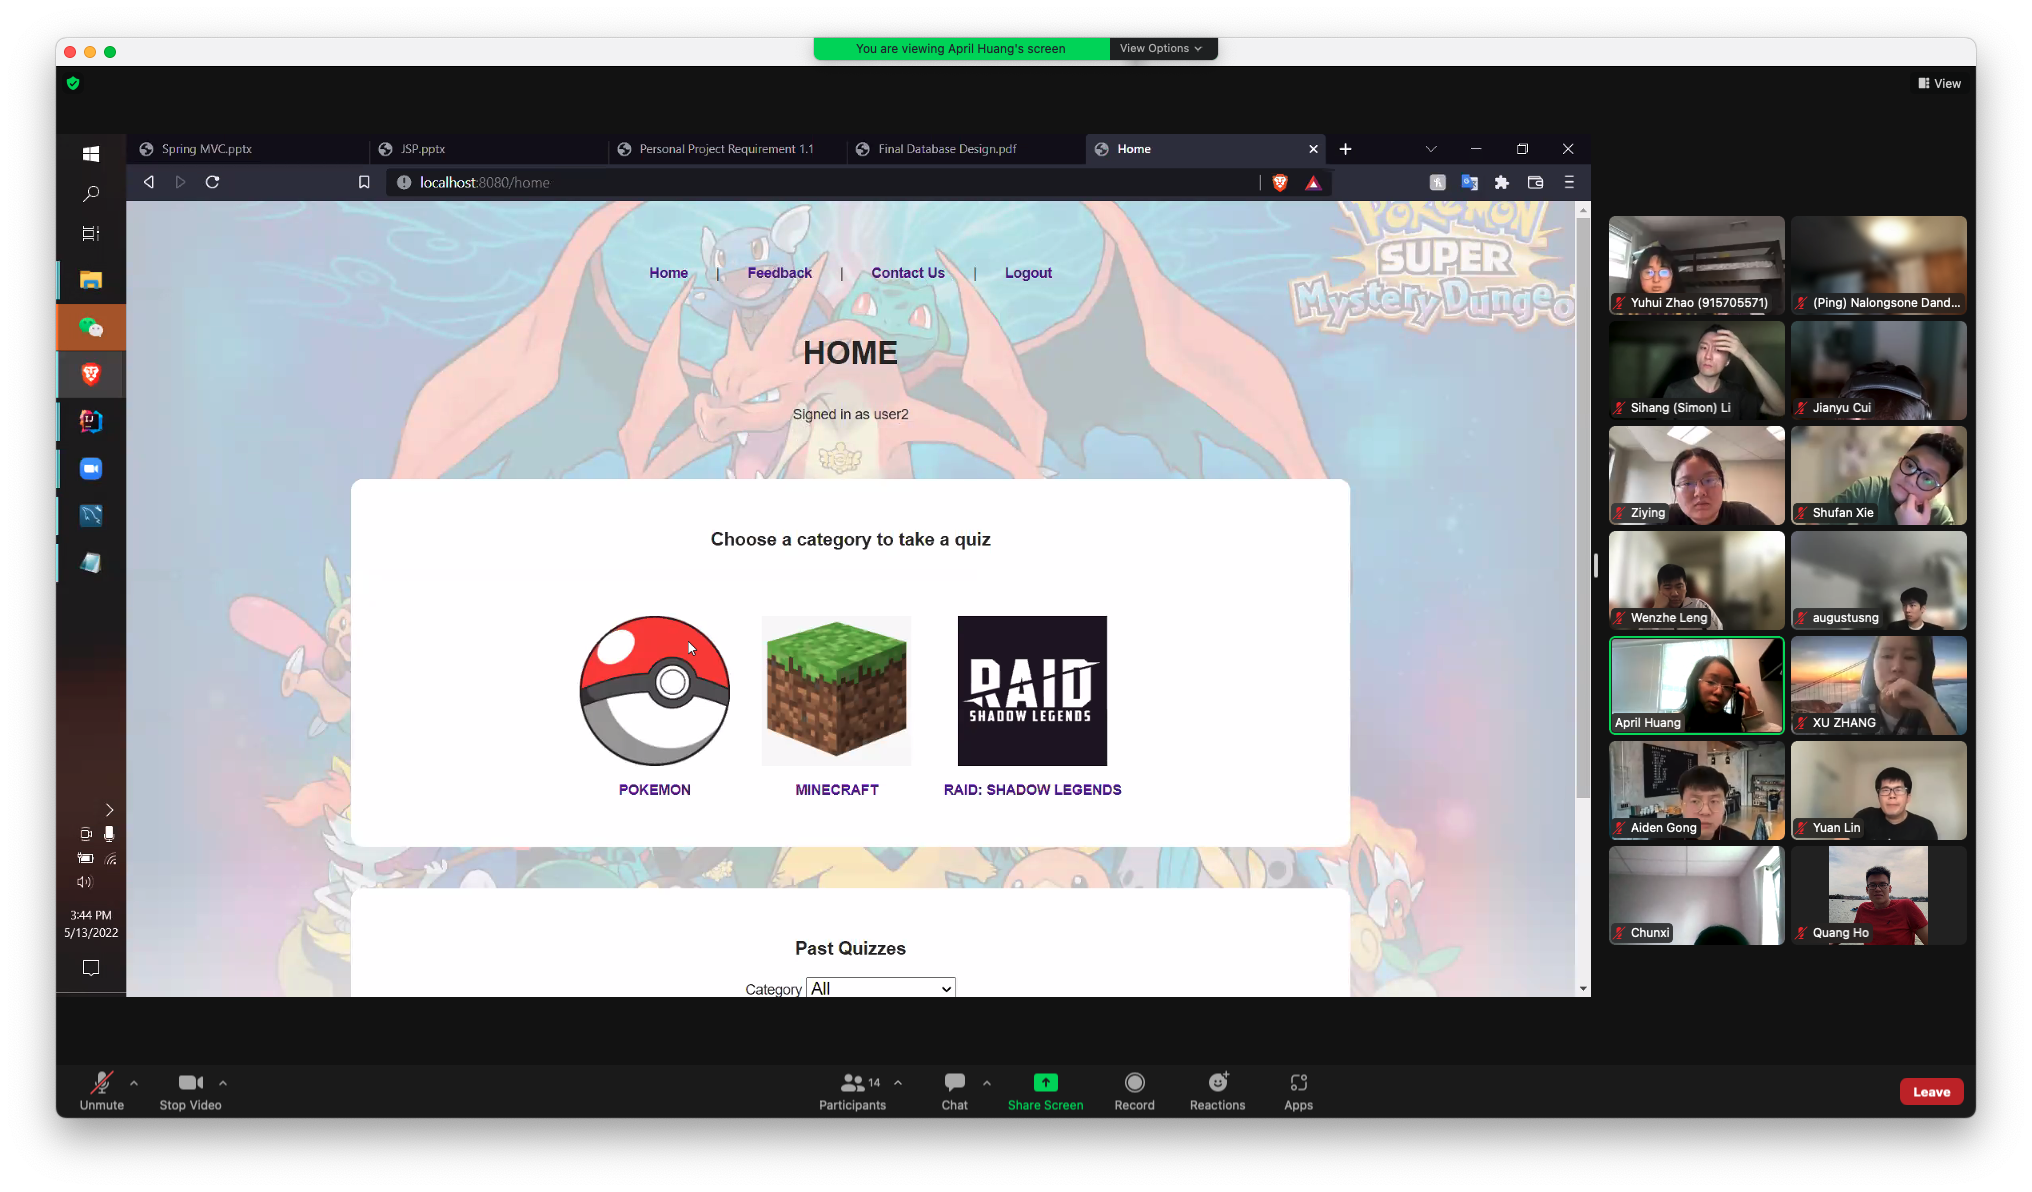 You are viewing April Huang's screen
View Options
View
Spring MVC.pptx
JSP.pptx
Personal Project Requirement 1.1
Final Database Design.pdf
Home
localhost:8080/home
POKEMON
SUPER
Mystery Dungeo
Home | Feedback | Contact Us | Logout
HOME
Signed in as user2
Choose a category to take a quiz
RAID
SHADOW LEGENDS
POKEMON
MINECRAFT
RAID: SHADOW LEGENDS
Past Quizzes
Category All
3:44 PM
5/13/2022
Yuhui Zhao (915705571)
(Ping) Nalongsone Dand...
Sihang (Simon) Li
Jianyu Cui
Ziying
Shufan Xie
Wenzhe Leng
augustusng
April Huang
XU ZHANG
Aiden Gong
Yuan Lin
Chunxi
Quang Ho
Unmute
Stop Video
14
Participants
Chat
Share Screen
Record
Reactions
Apps
Leave